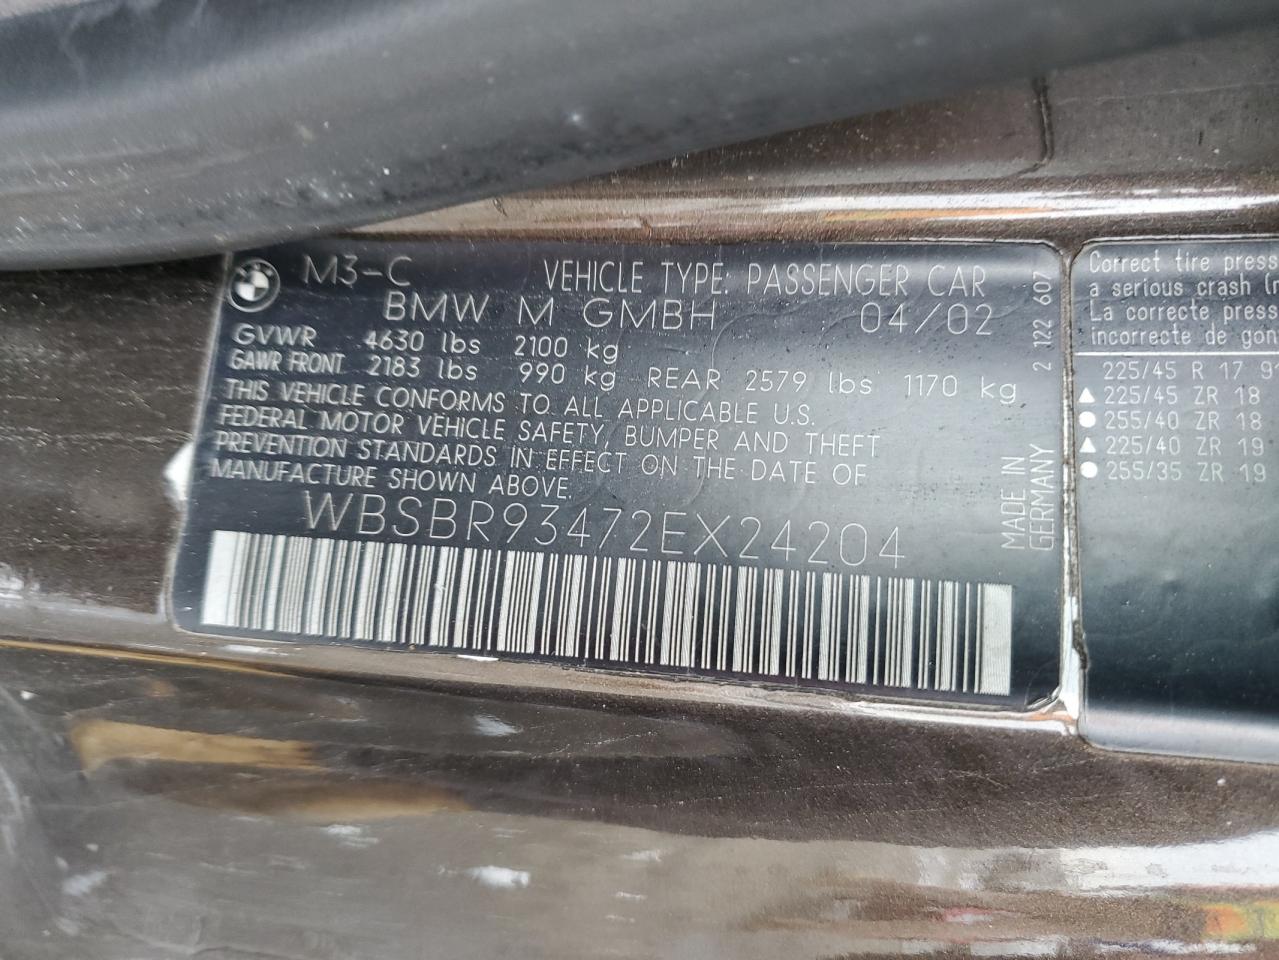 M3-C VEHICLE TYPE: PASSENGER CAR
BMW M GMBH 04/02
GVWR 4630 lbs 2100 kg
GAWR FRONT 2183 lbs 990 kg REAR 2579 lbs 1170 kg
THIS VEHICLE CONFORMS TO ALL APPLICABLE U.S.
FEDERAL MOTOR VEHICLE SAFETY, BUMPER AND THEFT
PREVENTION STANDARDS IN EFFECT ON THE DATE OF
MANUFACTURE SHOWN ABOVE.
WBSBR93472EX24204
2 122 607
MADE IN
GERMANY
Correct tire press
a serious crash (r
La correcte press
incorrecte de gon
225/45 R 17 9
▲ 225/45 ZR 18
● 255/40 ZR 18
▲ 225/40 ZR 19
● 255/35 ZR 19